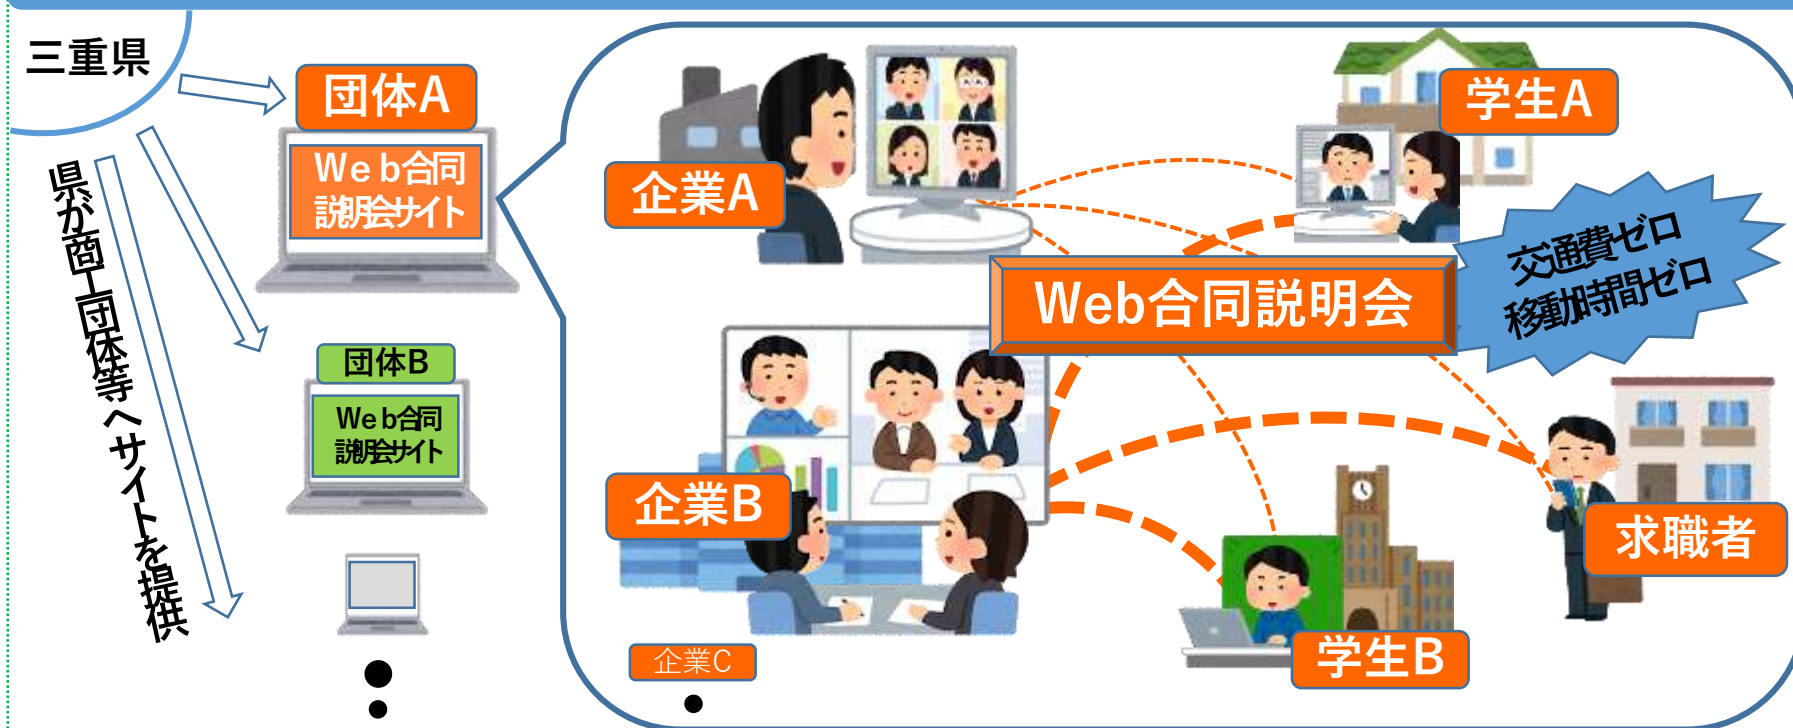 三重県
県が商工団体等へサイトを提供
団体A
Web合同
説明会サイト
団体B
Web合同
説明会サイト
企業A
学生A
交通費ゼロ
移動時間ゼロ
Web合同説明会
企業B
求職者
学生B
企業C